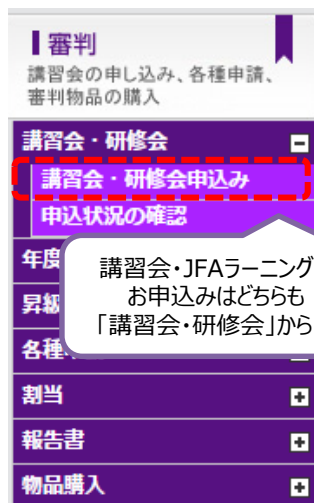 審判
講習会の申し込み、各種申請、
審判物品の購入
講習会・研修会
講習会・研修会申込み
申込状況の確認
年度
講習会・JFAラーニング
お申込みはどちらも
「講習会・研修会」から
昇級
各種
割当
報告書
物品購入